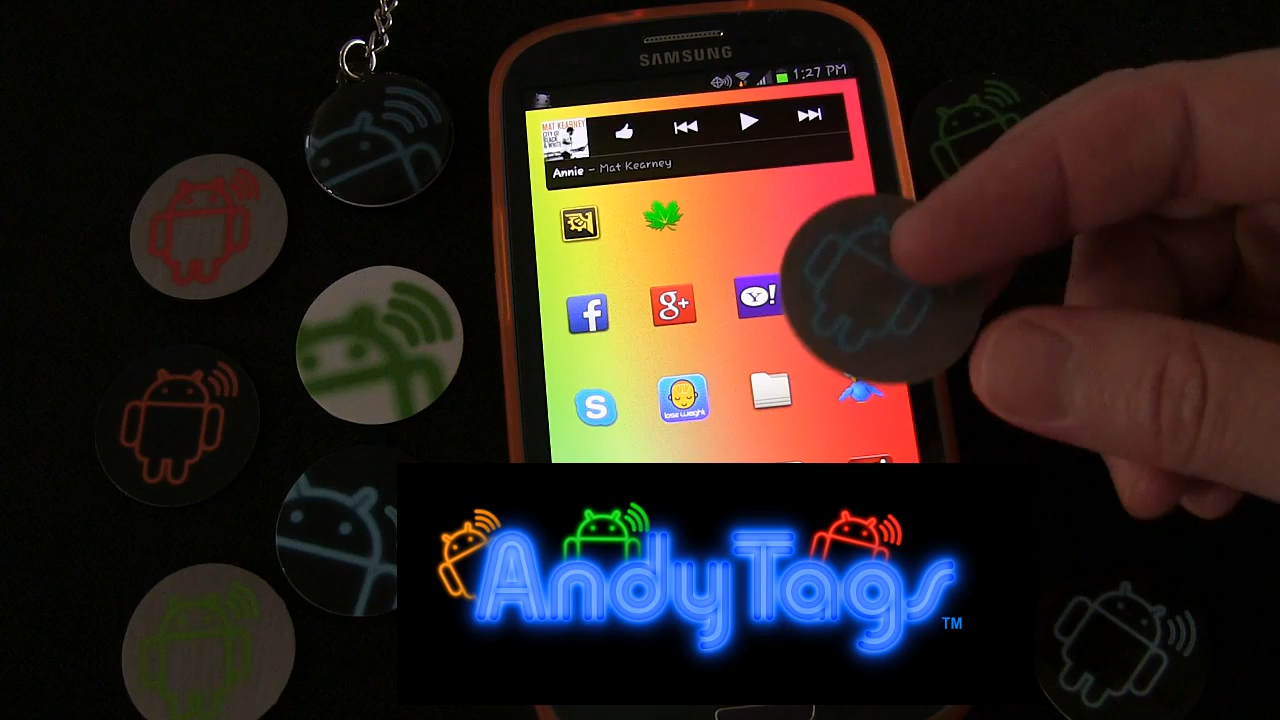 SAMSUNG
1:27 PM
MAT KEARNEY
CITY OF
BLACK
& WHITE
Annie - Mat Kearney
f
g+
Y!
S
lose weight
AndyTags
TM